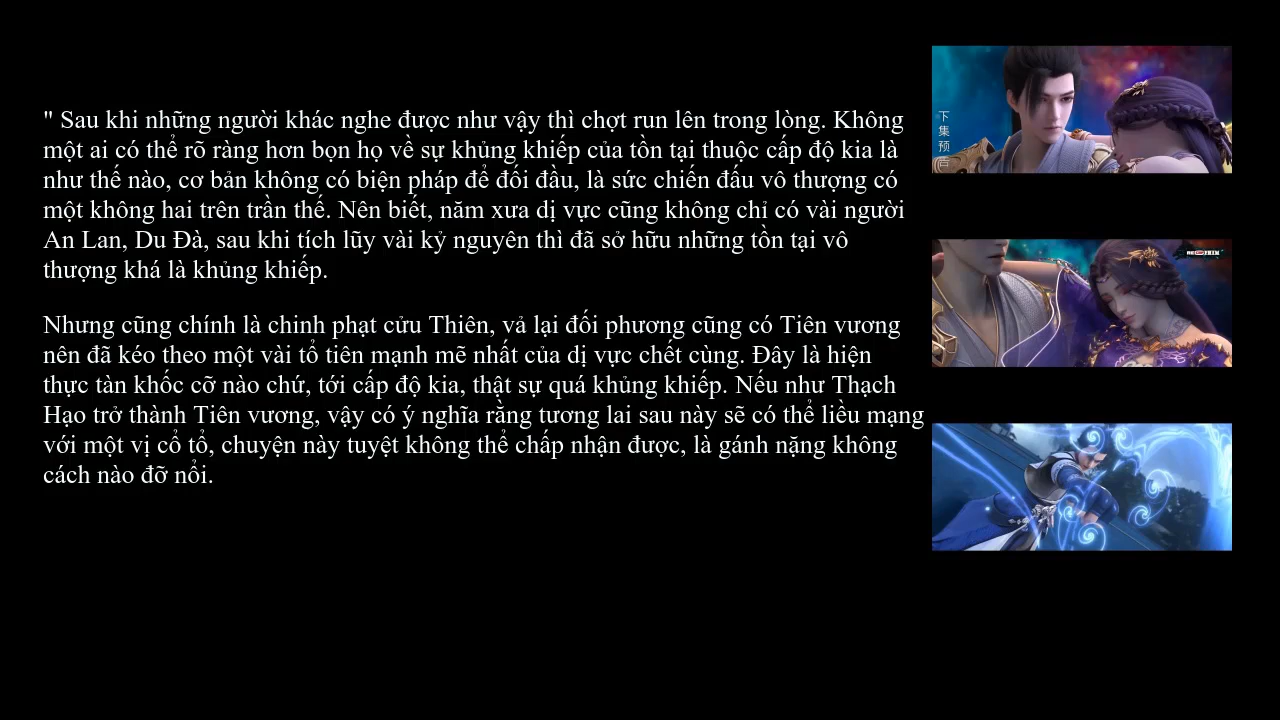 " Sau khi những người khác nghe được như vậy thì chợt run lên trong lòng. Không
một ai có thể rõ ràng hơn bọn họ về sự khủng khiếp của tồn tại thuộc cấp độ kia là
như thế nào, cơ bản không có biện pháp để đối đầu, là sức chiến đấu vô thượng có
một không hai trên trần thế. Nên biết, năm xưa dị vực cũng không chỉ có vài người
An Lan, Du Đà, sau khi tích lũy vài kỷ nguyên thì đã sở hữu những tồn tại vô
thượng khá là khủng khiếp.
Nhưng cũng chính là chinh phạt cửu Thiên, vả lại đối phương cũng có Tiên vương
nên đã kéo theo một vài tổ tiên mạnh mẽ nhất của dị vực chết cùng. Đây là hiện
thực tàn khốc cỡ nào chứ, tới cấp độ kia, thật sự quá khủng khiếp. Nếu như Thạch
Hạo trở thành Tiên vương, vậy có ý nghĩa rằng tương lai sau này sẽ có thể liều mạng
với một vị cổ tổ, chuyện này tuyệt không thể chấp nhận được, là gánh nặng không
cách nào đỡ nổi.
下集预告